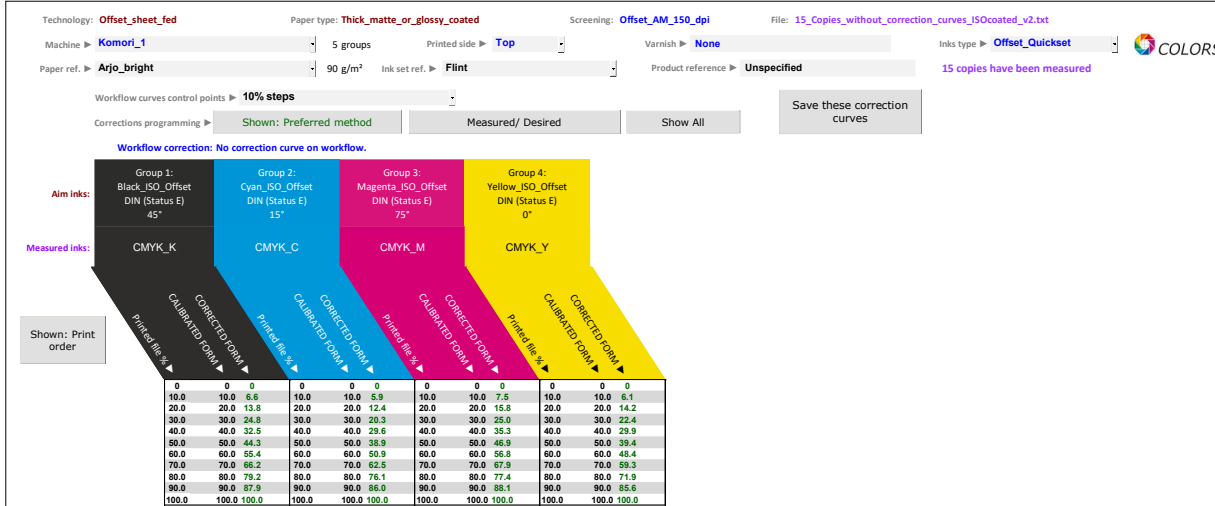 Technology: Offset_sheet_fed Paper type: Thick_matte_or_glossy_coated Screening: Offset_AM_150_dpi File: 15_Copies_without_correction_curves_ISOcoated_v2.txt
Machine ▶ Komori_1 5 groups Printed side ▶ Top Varnish ▶ None Inks type ▶ Offset_Quickset COLORS
Paper ref. ▶ Arjo_bright 90 g/m² Ink set ref. ▶ Flint Product reference ▶ Unspecified 15 copies have been measured
Workflow curves control points ▶ 10% steps
Save these correction
curves
Corrections programming ▶ Shown: Preferred method Measured/ Desired Show All
Workflow correction: No correction curve on workflow.
Aim inks:
Group 1: Group 2: Group 3: Group 4:
Black_ISO_Offset Cyan_ISO_Offset Magenta_ISO_Offset Yellow_ISO_Offset
DIN (Status E) DIN (Status E) DIN (Status E) DIN (Status E)
45° 15° 75° 0°
Measured inks: CMYK_K CMYK_C CMYK_M CMYK_Y
Printed file % ▼ CALIBRATED FORM ▼ CORRECTED FORM ▼ Printed file % ▼ CALIBRATED FORM ▼ CORRECTED FORM ▼ Printed file % ▼ CALIBRATED FORM ▼ CORRECTED FORM ▼ Printed file % ▼ CALIBRATED FORM ▼ CORRECTED FORM ▼
Shown: Print
order
0 0 0 0 0 0 0 0 0 0 0 0
10.0 10.0 6.6 10.0 10.0 5.9 10.0 10.0 7.5 10.0 10.0 6.1
20.0 20.0 13.8 20.0 20.0 12.4 20.0 20.0 15.8 20.0 20.0 14.2
30.0 30.0 24.8 30.0 30.0 20.3 30.0 30.0 25.0 30.0 30.0 22.4
40.0 40.0 32.5 40.0 40.0 29.6 40.0 40.0 35.3 40.0 40.0 29.9
50.0 50.0 44.3 50.0 50.0 38.9 50.0 50.0 46.9 50.0 50.0 39.4
60.0 60.0 55.4 60.0 60.0 50.9 60.0 60.0 56.8 60.0 60.0 48.4
70.0 70.0 66.2 70.0 70.0 62.5 70.0 70.0 67.9 70.0 70.0 59.3
80.0 80.0 79.2 80.0 80.0 76.1 80.0 80.0 77.4 80.0 80.0 71.9
90.0 90.0 87.9 90.0 90.0 86.0 90.0 90.0 88.1 90.0 90.0 85.6
100.0 100.0 100.0 100.0 100.0 100.0 100.0 100.0 100.0 100.0 100.0 100.0